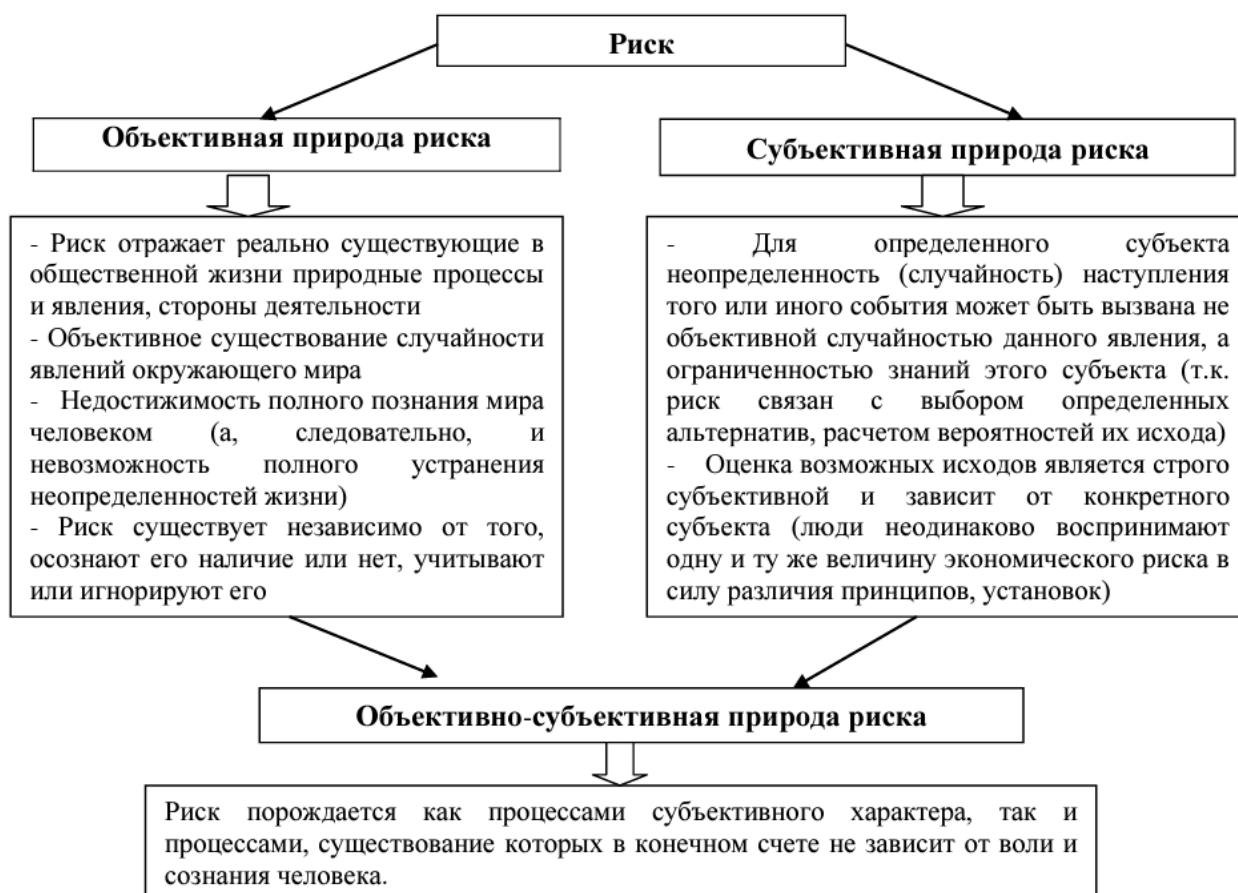 Риск
Объективная природа риска
Субъективная природа риска
- Риск отражает реально существующие в
общественной жизни природные процессы
и явления, стороны деятельности
- Объективное существование случайности
явлений окружающего мира
- Недостижимость полного познания мира
человеком (а, следовательно, и
невозможность полного устранения
неопределенностей жизни)
- Риск существует независимо от того,
осознают его наличие или нет, учитывают
или игнорируют его
- Для определенного субъекта
неопределенность (случайность) наступления
того или иного события может быть вызвана не
объективной случайностью данного явления, а
ограниченностью знаний этого субъекта (т.к.
риск связан с выбором определенных
альтернатив, расчетом вероятностей их исхода)
- Оценка возможных исходов является строго
субъективной и зависит от конкретного
субъекта (люди неодинаково воспринимают
одну и ту же величину экономического риска в
силу различия принципов, установок)
Объективно-субъективная природа риска
Риск порождается как процессами субъективного характера, так и
процессами, существование которых в конечном счете не зависит от воли и
сознания человека.